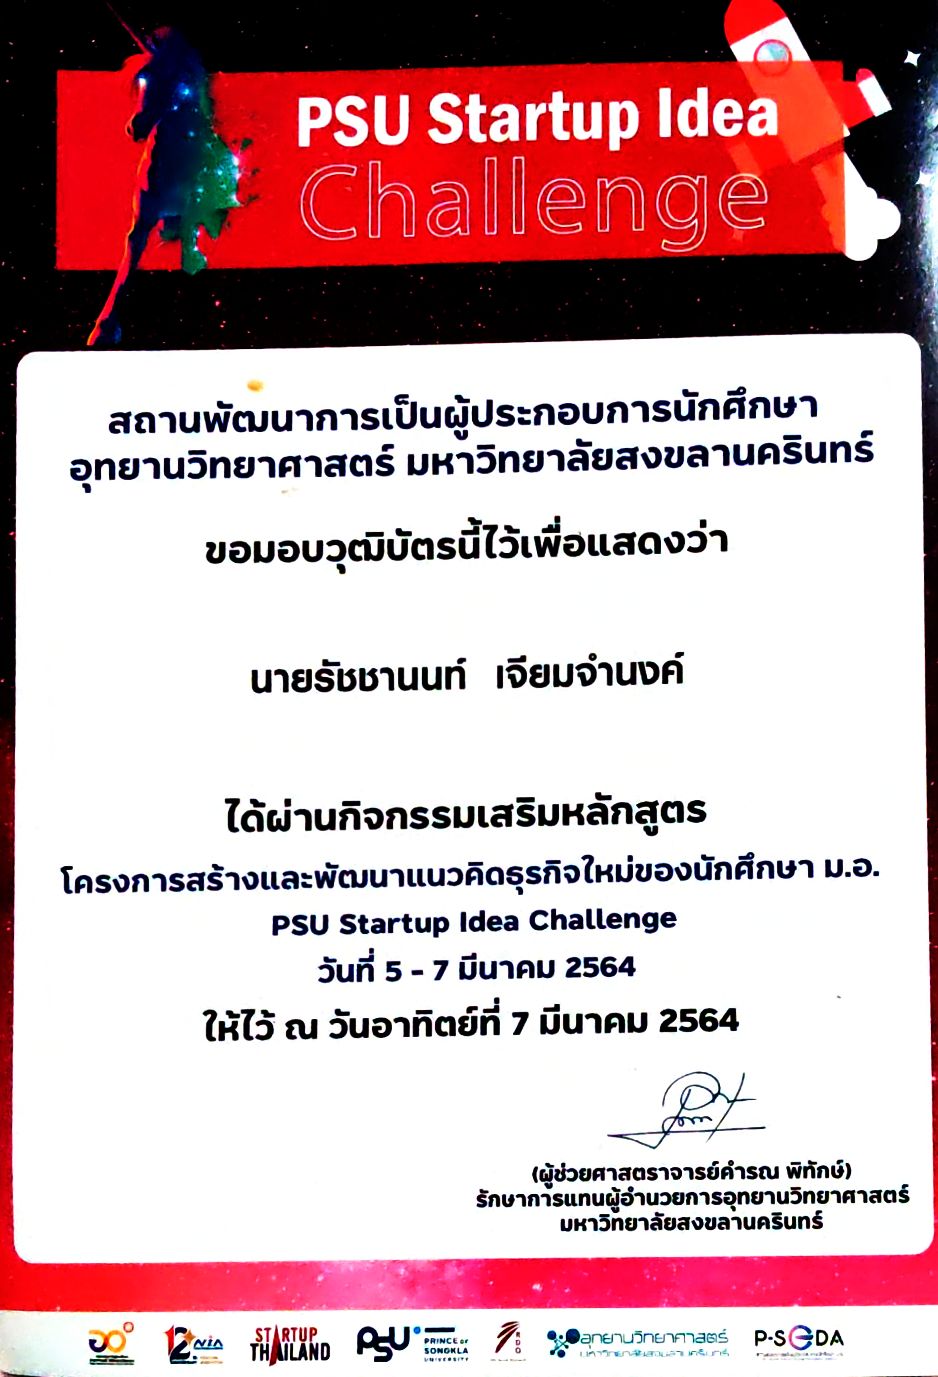 PSU Startup Idea
Challenge
สถานพัฒนาการเป็นผู้ประกอบการนักศึกษา
อุทยานวิทยาศาสตร์ มหาวิทยาลัยสงขลานครินทร์
ขอมอบวุฒิบัตรนี้ไว้เพื่อแสดงว่า
นายรัชชานนท์ เจียมจำนงค์
ได้ผ่านกิจกรรมเสริมหลักสูตร
โครงการสร้างและพัฒนาแนวคิดธุรกิจใหม่ของนักศึกษา ม.อ.
PSU Startup Idea Challenge
วันที่ 5 - 7 มีนาคม 2564
ให้ไว้ ณ วันอาทิตย์ที่ 7 มีนาคม 2564
(ผู้ช่วยศาสตราจารย์คำรณ พิทักษ์)
รักษาการแทนผู้อำนวยการอุทยานวิทยาศาสตร์
มหาวิทยาลัยสงขลานครินทร์
STARTUP
THAILAND
PSU
PRINCE OF
SONGKLA
UNIVERSITY
อุทยานวิทยาศาสตร์
มหาวิทยาลัยสงขลานครินทร์
P-SEDA